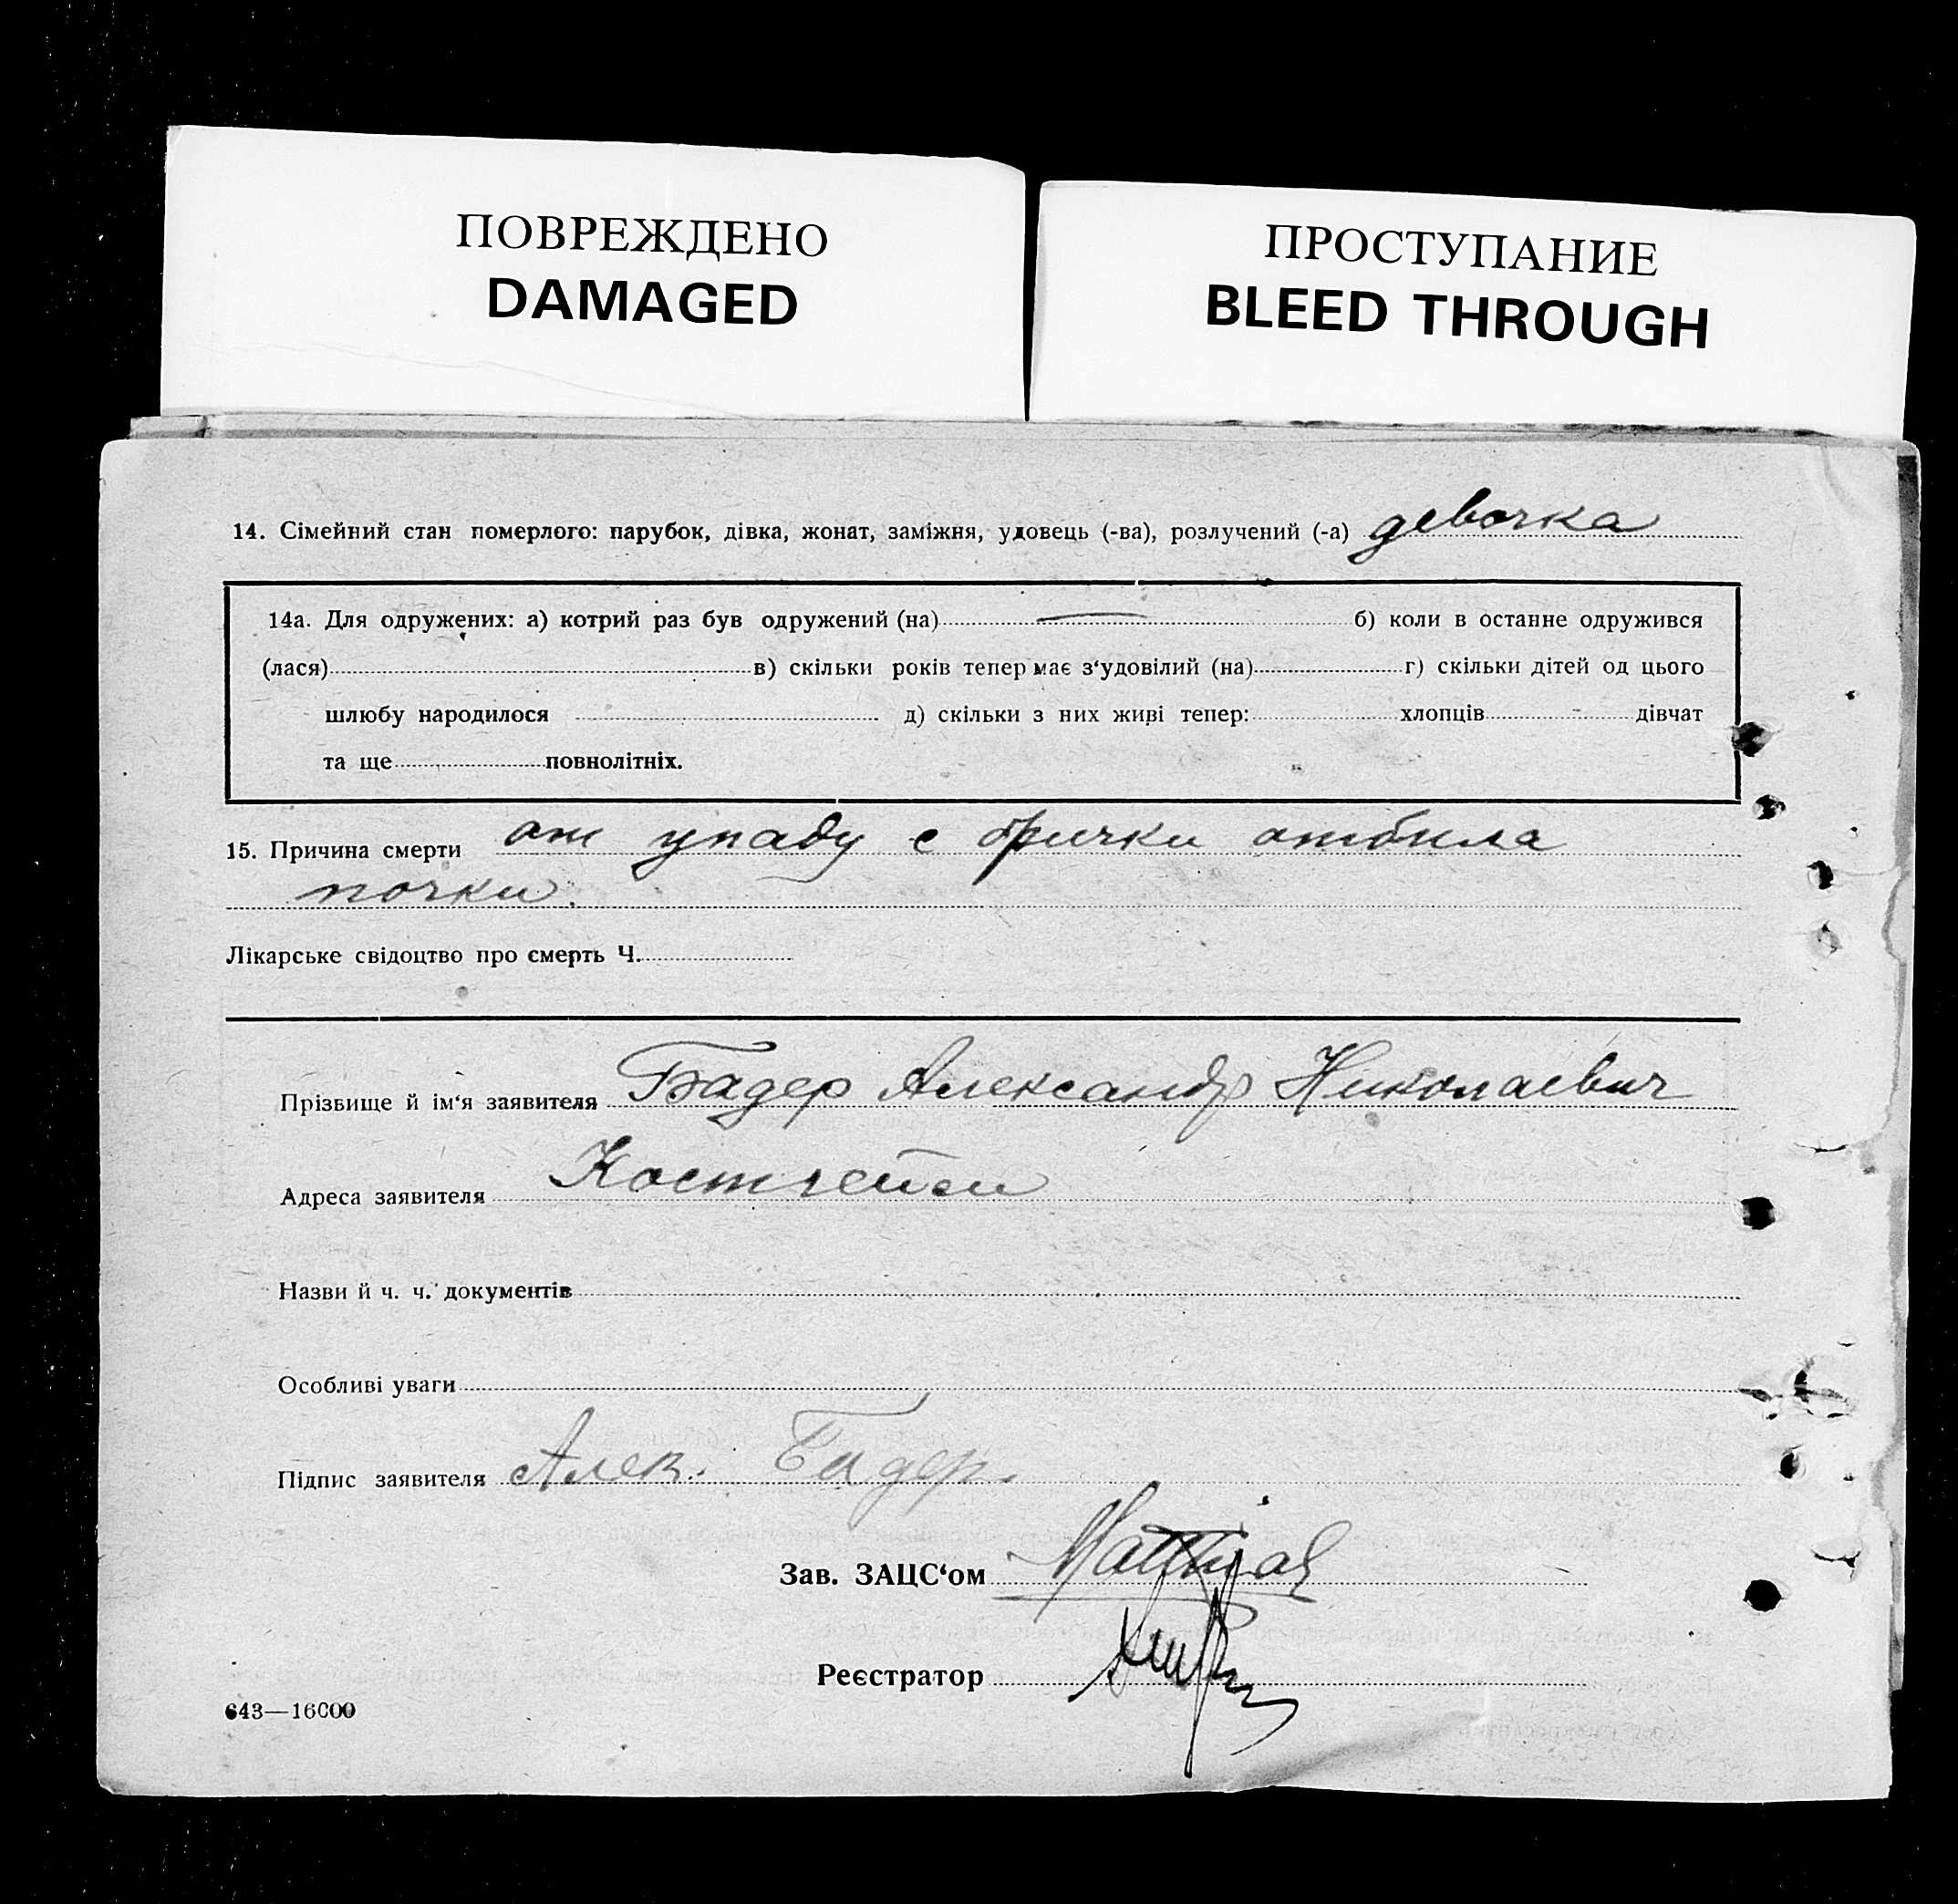 ПОВРЕЖДЕНО
DAMAGED
ПРОСТУПАНИЕ
BLEED THROUGH
14. Сімейний стан померлого: парубок, дівка, жонат, заміжня, удовець (-ва), розлучений (-а) девочка
14а. Для одружених: а) котрий раз був одружений (на) — б) коли в останне одружився
(лася) в) скільки років тепер має з‘удовілий (на) г) скільки дітей од цього
шлюбу народилося д) скільки з них живі тепер: хлопців дівчат
та ще повнолітніх.
15. Причина смерти от упаду с брички отбила
почки.
Лікарське свідоцтво про смерть Ч.
Прізвище й ім‘я заявителя Бадер Александр Николаевич
Адреса заявителя
Назви й ч. ч. документів
Особливі уваги
Підпис заявителя Алек. Бадер.
Зав. ЗАЦС‘ом
Реєстратор
643—16000